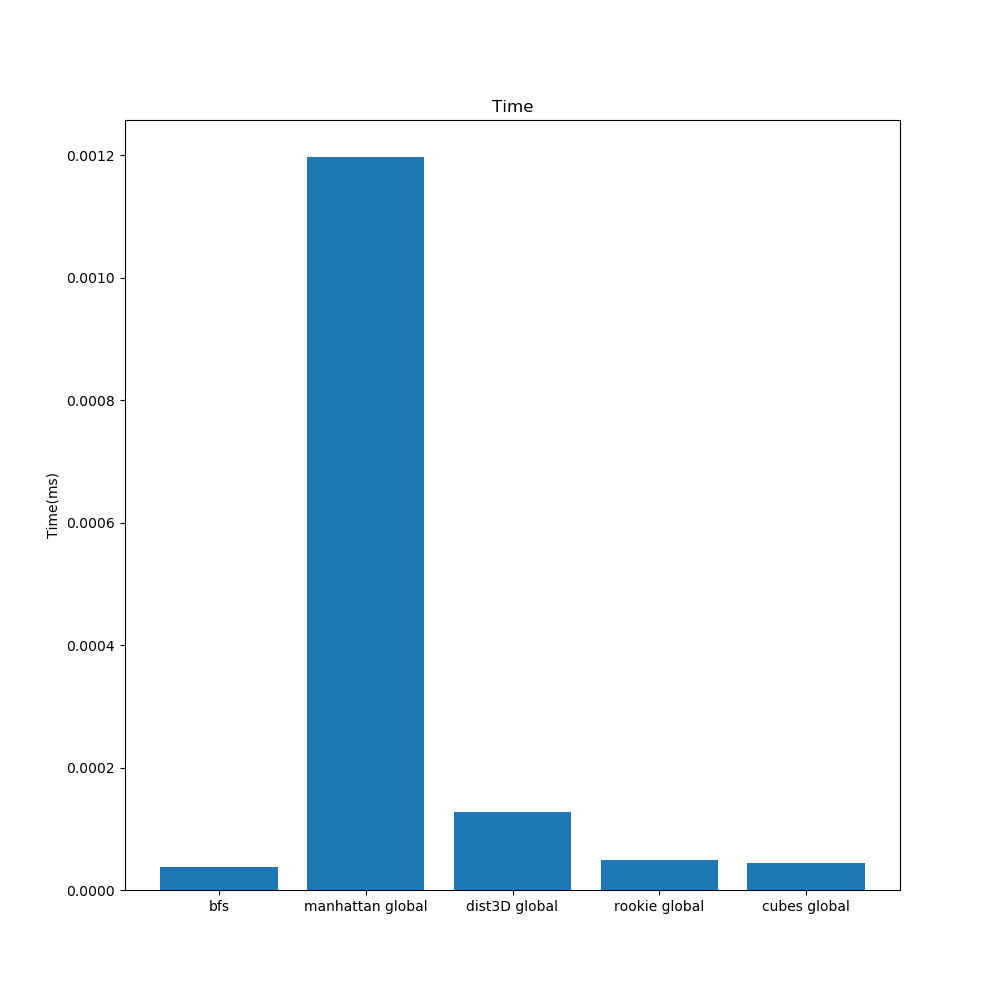 Time
0.0012
0.0010
0.0008
0.0006
0.0004
0.0002
0.0000
Time(ms)
bfs
manhattan global
dist3D global
rookie global
cubes global